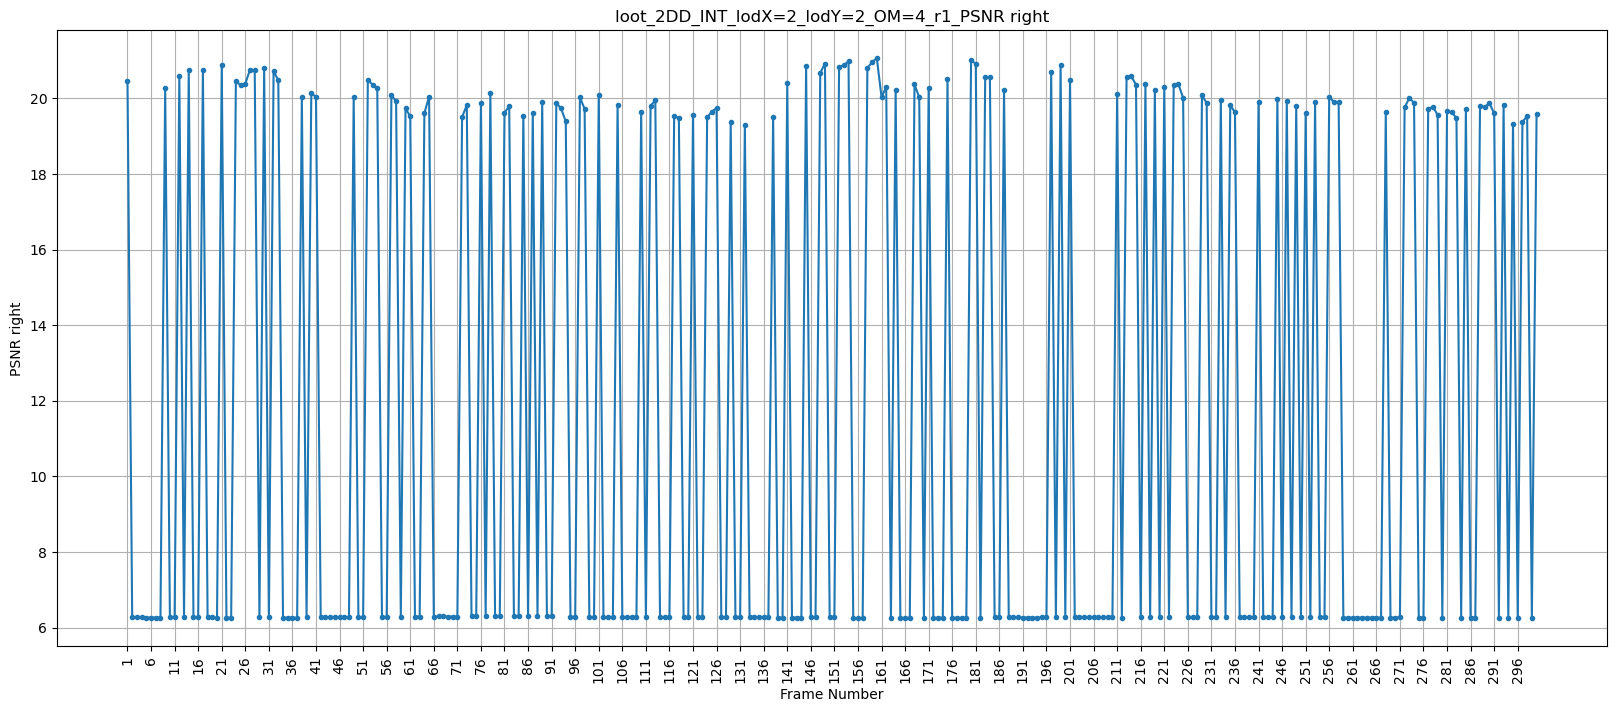 loot_2DD_INT_lodX=2_lodY=2_OM=4_r1_PSNR right
PSNR right
20
18
16
14
12
10
8
6
1 6 11 16 21 26 31 36 41 46 51 56 61 66 71 76 81 86 91 96 101 106 111 116 121 126 131 136 141 146 151 156 161 166 171 176 181 186 191 196 201 206 211 216 221 226 231 236 241 246 251 256 261 266 271 276 281 286 291 296
Frame Number